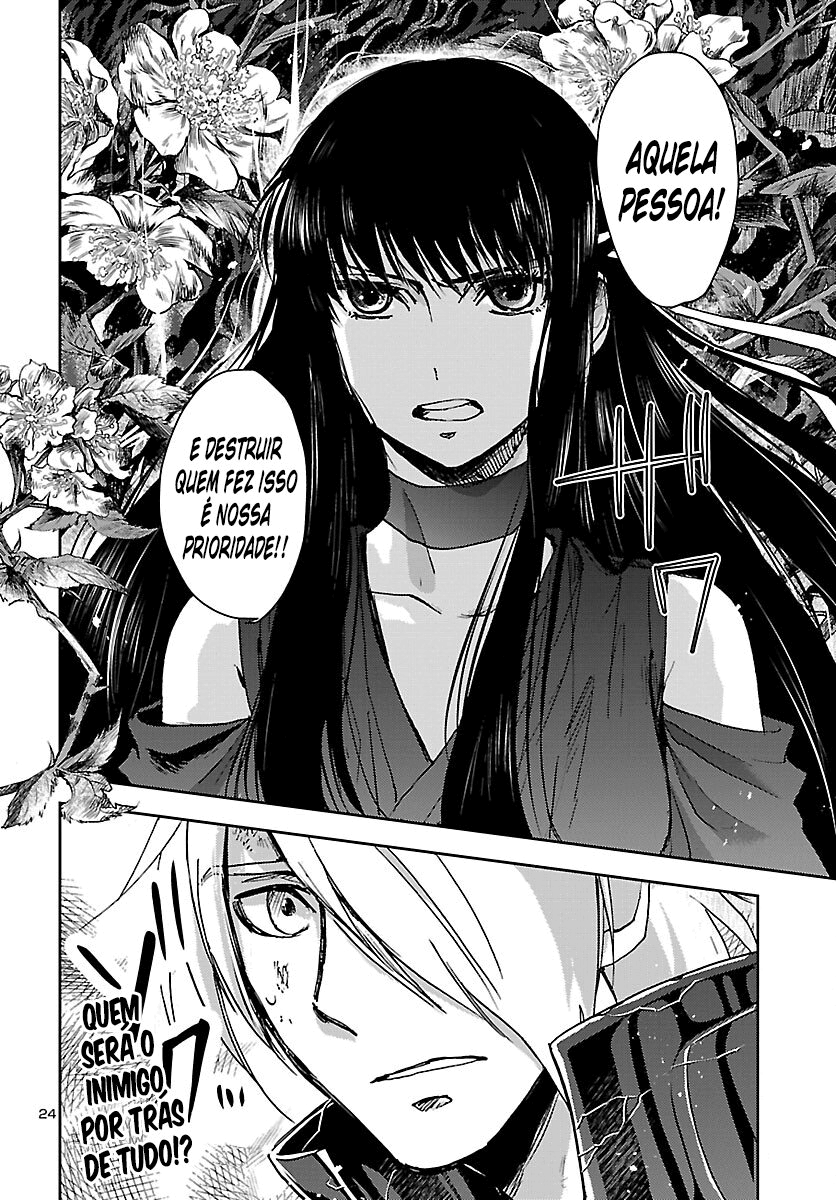 AQUELA
PESSOA!
E DESTRUIR
QUEM FEZ ISSO
É NOSSA
PRIORIDADE!!
QUEM
SERÁ O
INIMIGO
POR TRÁS
DE TUDO!?
24